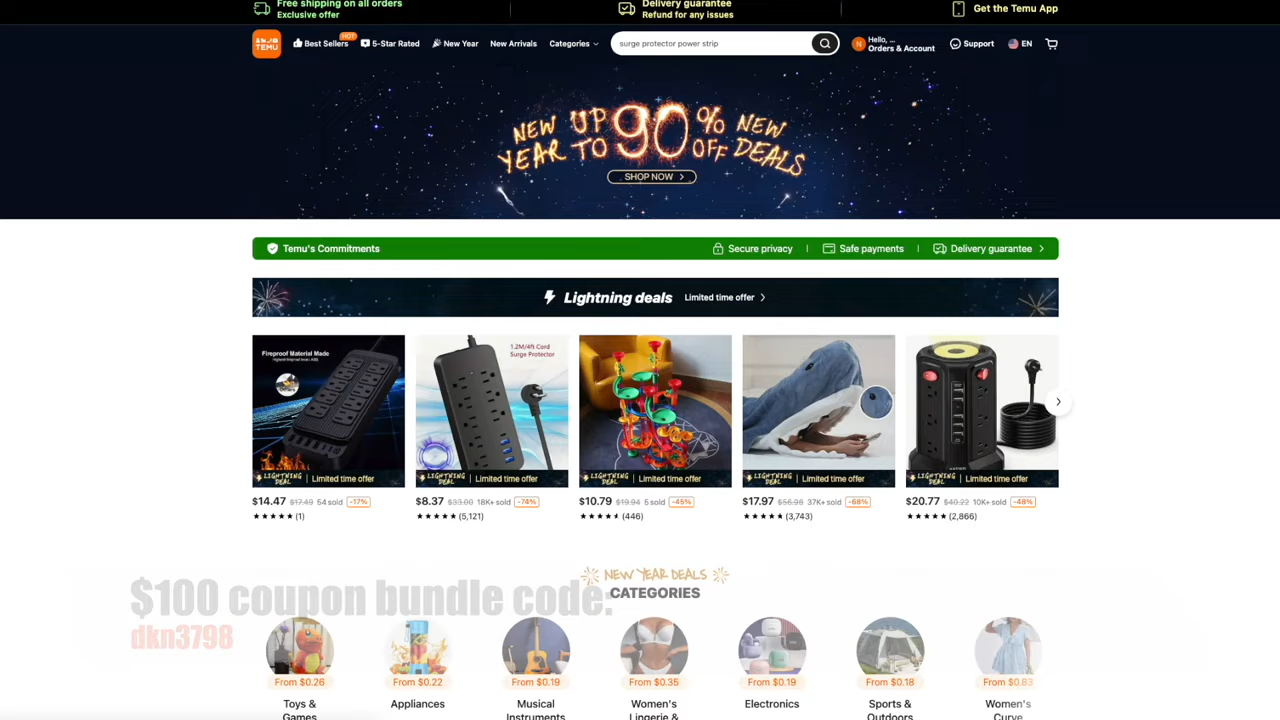 Free shipping on all orders
Exclusive offer
Delivery guarantee
Refund for any issues
Get the Temu App
TEMU
Best Sellers
HOT
5-Star Rated
New Year
New Arrivals
Categories
surge protector power strip
N
Hello, ...
Orders & Account
Support
EN
NEW YEAR UP TO 90% OFF NEW DEALS
SHOP NOW >
Temu's Commitments
Secure privacy
Safe payments
Delivery guarantee >
Lightning deals Limited time offer >
Fireproof Material Made
1.2M/4ft Cord
Surge Protector
LIGHTNING DEAL | Limited time offer
LIGHTNING DEAL | Limited time offer
LIGHTNING DEAL | Limited time offer
LIGHTNING DEAL | Limited time offer
LIGHTNING DEAL | Limited time offer
$14.47 $17.49 54 sold -17%
(1)
$8.37 $33.00 18K+ sold -74%
(5,121)
$10.79 $19.94 5 sold -45%
(446)
$17.97 $56.98 37K+ sold -68%
(3,743)
$20.77 $40.22 10K+ sold -48%
(2,866)
NEW YEAR DEALS
CATEGORIES
$100 coupon bundle code:
dkn3798
From $0.26
From $0.22
From $0.19
From $0.35
From $0.19
From $0.18
From $0.83
Toys &
Games
Appliances
Musical
Instruments
Women's
Lingerie &
Electronics
Sports &
Outdoors
Women's
Curve